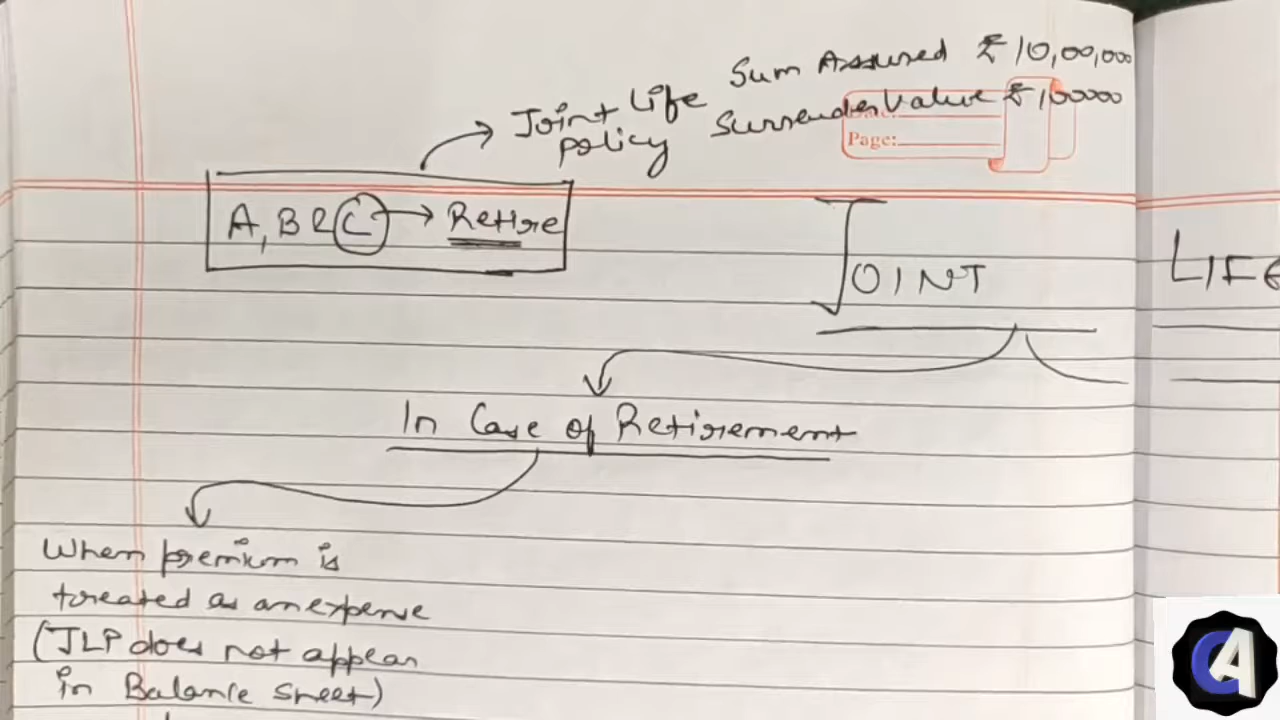 Joint Life policy
Sum Assured ₹ 10,00,000
Surrender Value ₹ 100000
Page:
A, B & C → Retire
JOINT LIFE
In Case of Retirement
When premium is
treated as an expense
(JLP does not appear
in Balance Sheet)
CA